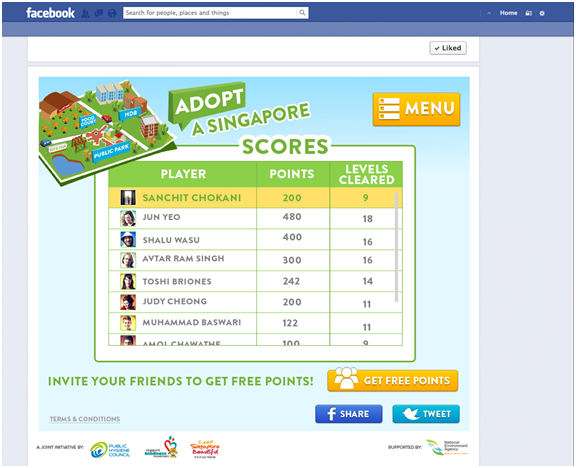 facebook
Search for people, places and things
Home
✓ Liked
FOOD COURT
HDB
PUBLIC PARK
ADOPT
A SINGAPORE
MENU
SCORES
PLAYER POINTS LEVELS CLEARED
SANCHIT CHOKANI 200 9
JUN YEO 480 18
SHALU WASU 400 16
AVTAR RAM SINGH 300 16
TOSHI BRIONES 242 14
JUDY CHEONG 200 11
MUHAMMAD BASWARI 122 11
AMOL CHAWATHE 100 9
INVITE YOUR FRIENDS TO GET FREE POINTS!
GET FREE POINTS
SHARE
TWEET
TERMS & CONDITIONS
A JOINT INITIATIVE BY:
PUBLIC HYGIENE COUNCIL
Singapore Kindness Movement
Keep Singapore Beautiful
SUPPORTED BY:
National Environment Agency